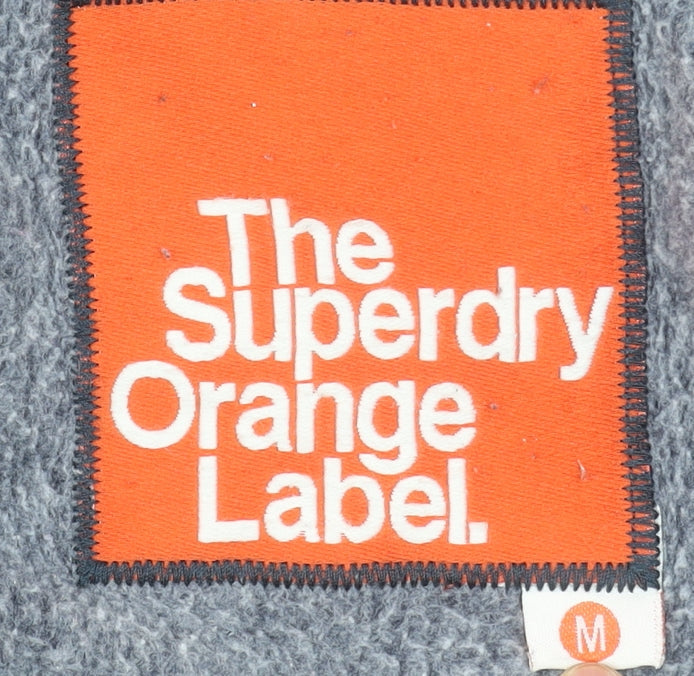 The
Superdry
Orange
Label.
M